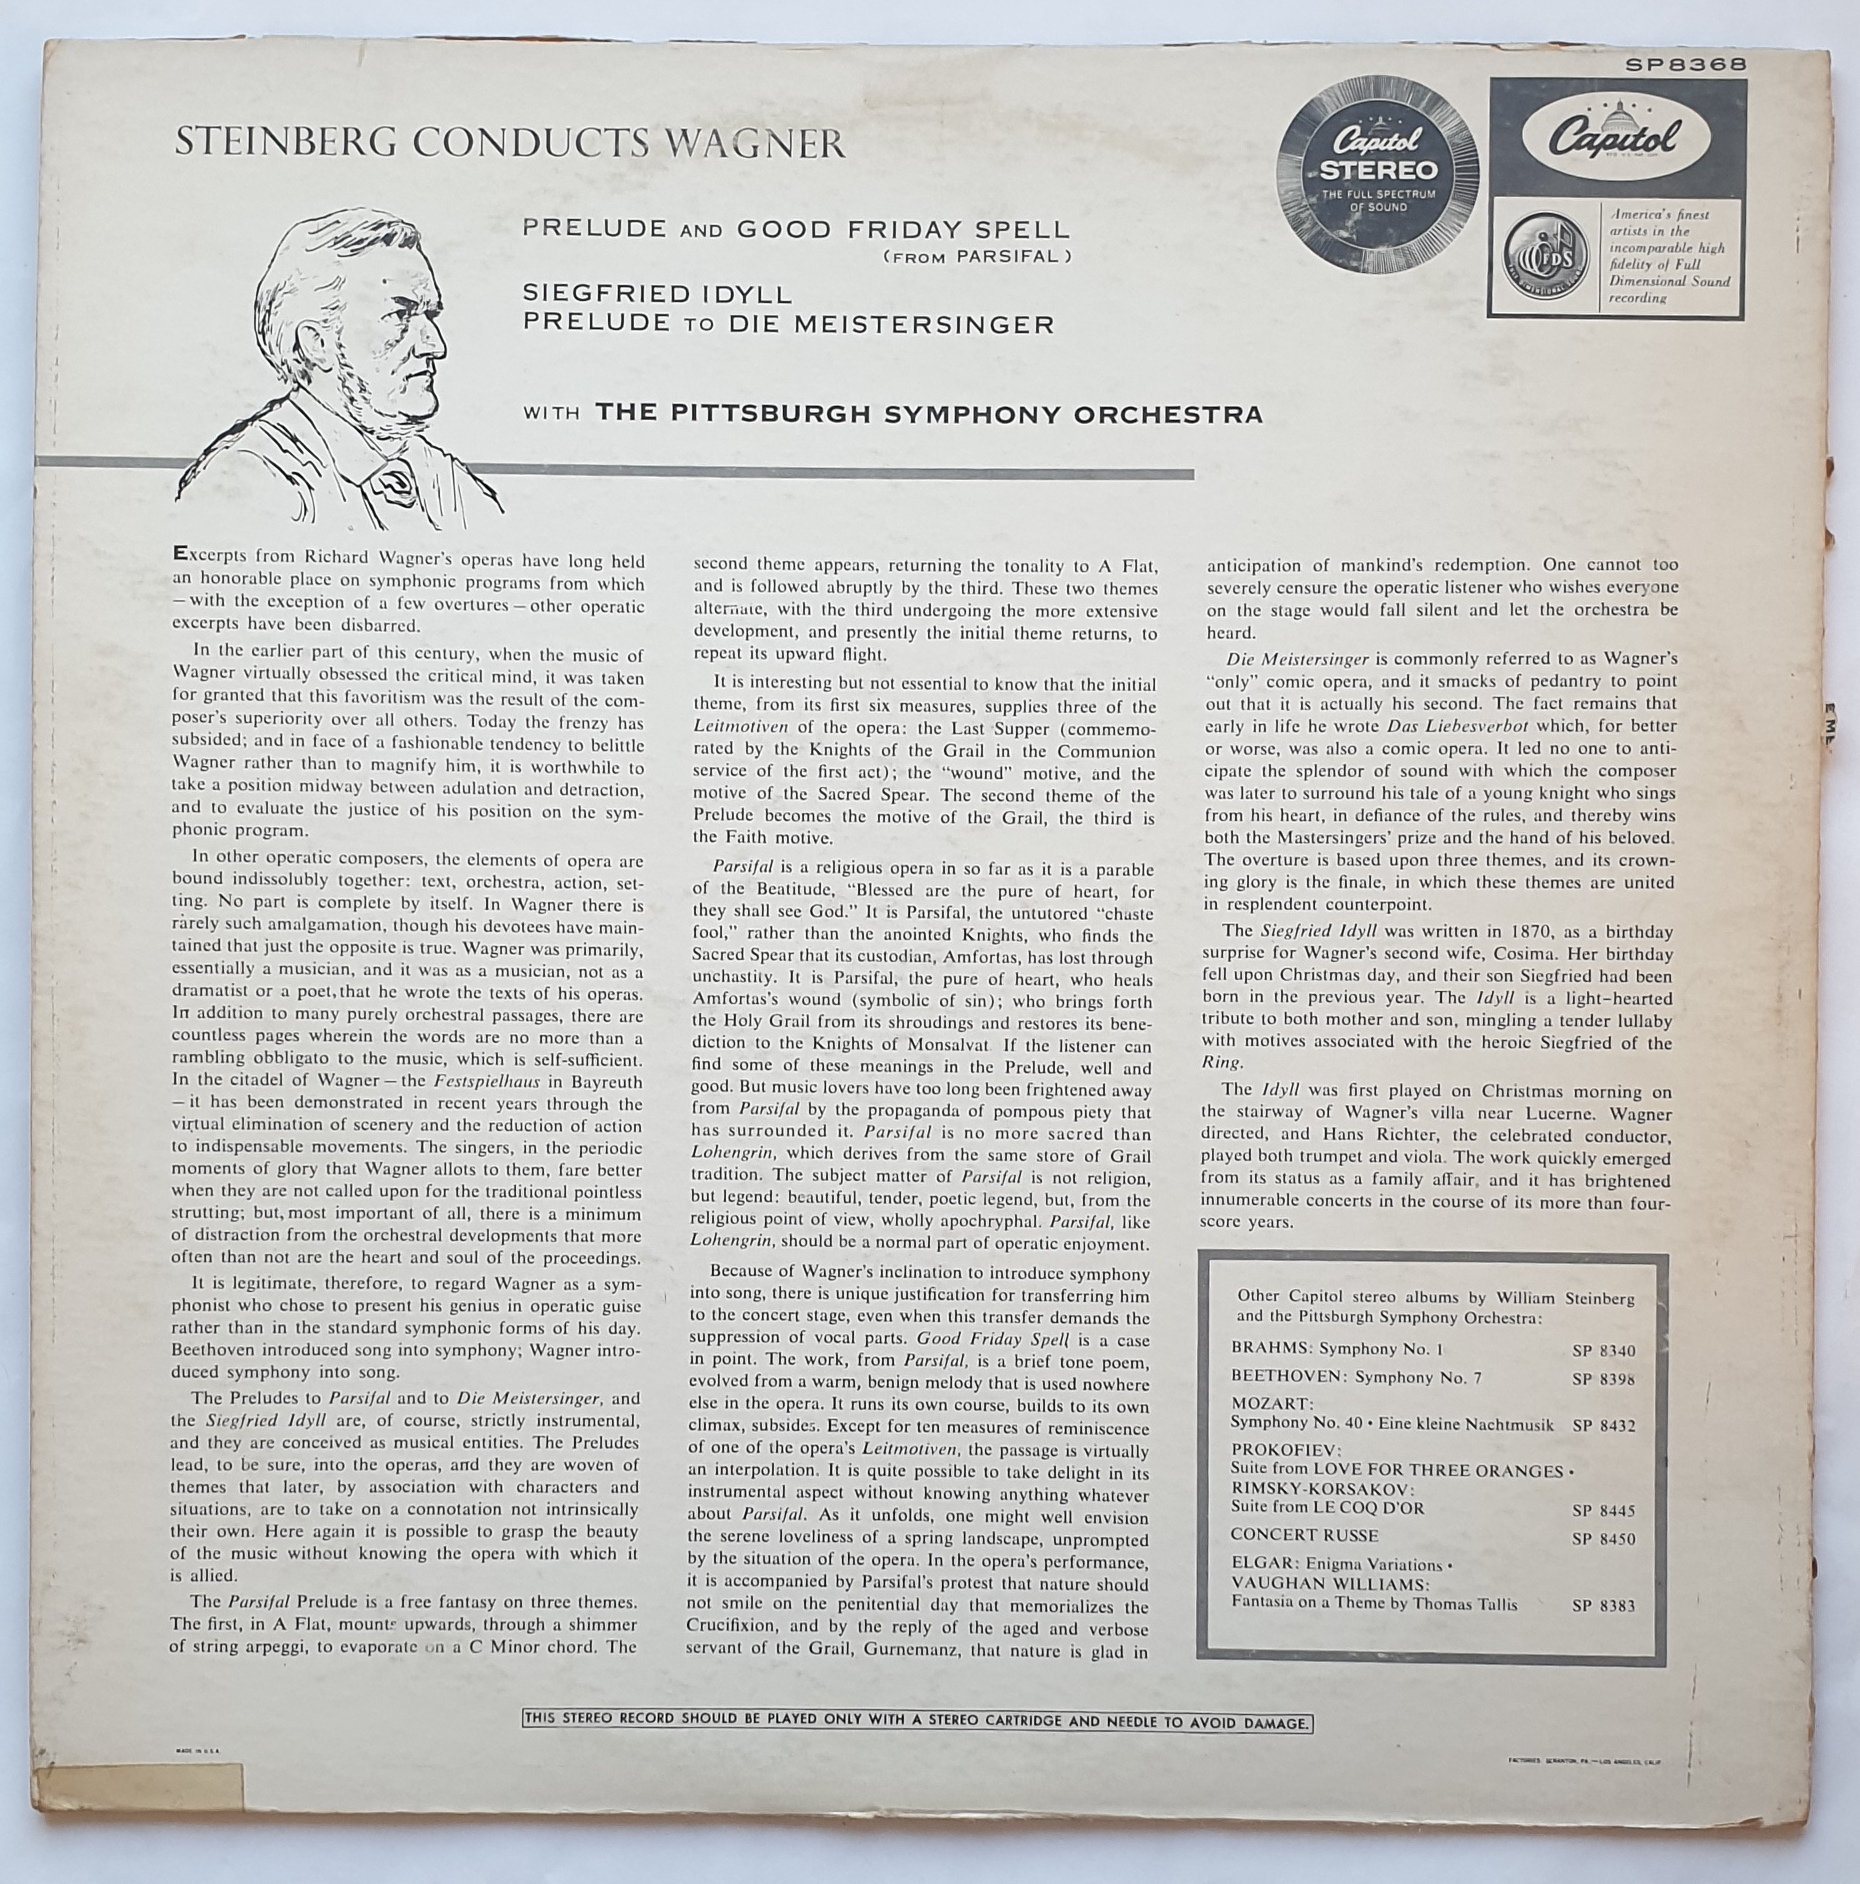 SP8368
STEINBERG CONDUCTS WAGNER
PRELUDE AND GOOD FRIDAY SPELL
(FROM PARSIFAL)
SIEGFRIED IDYLL
PRELUDE TO DIE MEISTERSINGER
WITH THE PITTSBURGH SYMPHONY ORCHESTRA
Capitol
STEREO
THE FULL SPECTRUM
OF SOUND
Capitol
FDS
America's finest
artists in the
incomparable high
fidelity of Full
Dimensional Sound
recording
Excerpts from Richard Wagner's operas have long held
an honorable place on symphonic programs from which
—with the exception of a few overtures—other operatic
excerpts have been disbarred.
In the earlier part of this century, when the music of
Wagner virtually obsessed the critical mind, it was taken
for granted that this favoritism was the result of the com-
poser's superiority over all others. Today the frenzy has
subsided; and in face of a fashionable tendency to belittle
Wagner rather than to magnify him, it is worthwhile to
take a position midway between adulation and detraction,
and to evaluate the justice of his position on the sym-
phonic program.
In other operatic composers, the elements of opera are
bound indissolubly together: text, orchestra, action, set-
ting. No part is complete by itself. In Wagner there is
rarely such amalgamation, though his devotees have main-
tained that just the opposite is true. Wagner was primarily,
essentially a musician, and it was as a musician, not as a
dramatist or a poet, that he wrote the texts of his operas.
In addition to many purely orchestral passages, there are
countless pages wherein the words are no more than a
rambling obbligato to the music, which is self-sufficient.
In the citadel of Wagner—the Festspielhaus in Bayreuth
—it has been demonstrated in recent years through the
virtual elimination of scenery and the reduction of action
to indispensable movements. The singers, in the periodic
moments of glory that Wagner allots to them, fare better
when they are not called upon for the traditional pointless
strutting; but, most important of all, there is a minimum
of distraction from the orchestral developments that more
often than not are the heart and soul of the proceedings.
It is legitimate, therefore, to regard Wagner as a sym-
phonist who chose to present his genius in operatic guise
rather than in the standard symphonic forms of his day.
Beethoven introduced song into symphony; Wagner intro-
duced symphony into song.
The Preludes to Parsifal and to Die Meistersinger, and
the Siegfried Idyll are, of course, strictly instrumental,
and they are conceived as musical entities. The Preludes
lead, to be sure, into the operas, and they are woven of
themes that later, by association with characters and
situations, are to take on a connotation not intrinsically
their own. Here again it is possible to grasp the beauty
of the music without knowing the opera with which it
is allied.
The Parsifal Prelude is a free fantasy on three themes.
The first, in A Flat, mounts upwards, through a shimmer
of string arpeggi, to evaporate on a C Minor chord. The
second theme appears, returning the tonality to A Flat,
and is followed abruptly by the third. These two themes
alternate, with the third undergoing the more extensive
development, and presently the initial theme returns, to
repeat its upward flight.
It is interesting but not essential to know that the initial
theme, from its first six measures, supplies three of the
Leitmotiven of the opera: the Last Supper (commemo-
rated by the Knights of the Grail in the Communion
service of the first act); the "wound" motive, and the
motive of the Sacred Spear. The second theme of the
Prelude becomes the motive of the Grail, the third is
the Faith motive.
Parsifal is a religious opera in so far as it is a parable
of the Beatitude, "Blessed are the pure of heart, for
they shall see God." It is Parsifal, the untutored "chaste
fool," rather than the anointed Knights, who finds the
Sacred Spear that its custodian, Amfortas, has lost through
unchastity. It is Parsifal, the pure of heart, who heals
Amfortas's wound (symbolic of sin); who brings forth
the Holy Grail from its shroudings and restores its bene-
diction to the Knights of Monsalvat. If the listener can
find some of these meanings in the Prelude, well and
good. But music lovers have too long been frightened away
from Parsifal by the propaganda of pompous piety that
has surrounded it. Parsifal is no more sacred than
Lohengrin, which derives from the same store of Grail
tradition. The subject matter of Parsifal is not religion,
but legend: beautiful, tender, poetic legend, but, from the
religious point of view, wholly apochryphal. Parsifal, like
Lohengrin, should be a normal part of operatic enjoyment.
Because of Wagner's inclination to introduce symphony
into song, there is unique justification for transferring him
to the concert stage, even when this transfer demands the
suppression of vocal parts. Good Friday Spell is a case
in point. The work, from Parsifal, is a brief tone poem,
evolved from a warm, benign melody that is used nowhere
else in the opera. It runs its own course, builds to its own
climax, subsides. Except for ten measures of reminiscence
of one of the opera's Leitmotiven, the passage is virtually
an interpolation. It is quite possible to take delight in its
instrumental aspect without knowing anything whatever
about Parsifal. As it unfolds, one might well envision
the serene loveliness of a spring landscape, unprompted
by the situation of the opera. In the opera's performance,
it is accompanied by Parsifal's protest that nature should
not smile on the penitential day that memorializes the
Crucifixion, and by the reply of the aged and verbose
servant of the Grail, Gurnemanz, that nature is glad in
anticipation of mankind's redemption. One cannot too
severely censure the operatic listener who wishes everyone
on the stage would fall silent and let the orchestra be
heard.
Die Meistersinger is commonly referred to as Wagner's
"only" comic opera, and it smacks of pedantry to point
out that it is actually his second. The fact remains that
early in life he wrote Das Liebesverbot which, for better
or worse, was also a comic opera. It led no one to anti-
cipate the splendor of sound with which the composer
was later to surround his tale of a young knight who sings
from his heart, in defiance of the rules, and thereby wins
both the Mastersingers' prize and the hand of his beloved.
The overture is based upon three themes, and its crown-
ing glory is the finale, in which these themes are united
in resplendent counterpoint.
The Siegfried Idyll was written in 1870, as a birthday
surprise for Wagner's second wife, Cosima. Her birthday
fell upon Christmas day, and their son Siegfried had been
born in the previous year. The Idyll is a light-hearted
tribute to both mother and son, mingling a tender lullaby
with motives associated with the heroic Siegfried of the
Ring.
The Idyll was first played on Christmas morning on
the stairway of Wagner's villa near Lucerne. Wagner
directed, and Hans Richter, the celebrated conductor,
played both trumpet and viola. The work quickly emerged
from its status as a family affair, and it has brightened
innumerable concerts in the course of its more than four-
score years.
Other Capitol stereo albums by William Steinberg
and the Pittsburgh Symphony Orchestra:
BRAHMS: Symphony No. 1 SP 8340
BEETHOVEN: Symphony No. 7 SP 8398
MOZART:
Symphony No. 40 • Eine kleine Nachtmusik SP 8432
PROKOFIEV:
Suite from LOVE FOR THREE ORANGES •
RIMSKY-KORSAKOV:
Suite from LE COQ D'OR SP 8445
CONCERT RUSSE SP 8450
ELGAR: Enigma Variations •
VAUGHAN WILLIAMS:
Fantasia on a Theme by Thomas Tallis SP 8383
THIS STEREO RECORD SHOULD BE PLAYED ONLY WITH A STEREO CARTRIDGE AND NEEDLE TO AVOID DAMAGE.
MADE IN U.S.A.
FACTORIES: SCRANTON, PA.—LOS ANGELES, CALIF.